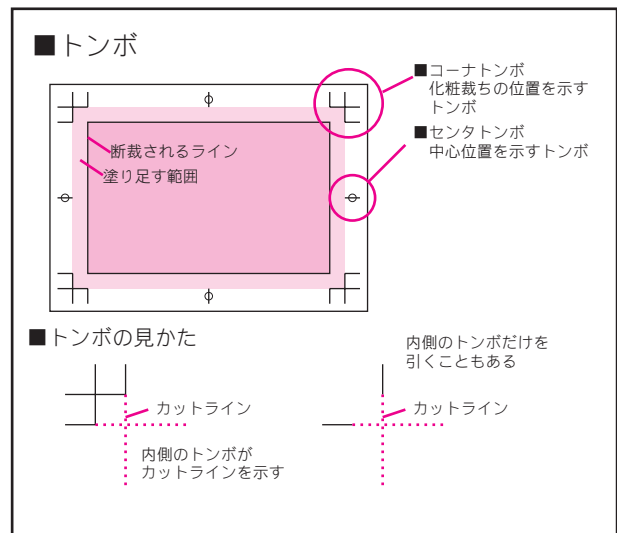 ■トンボ
■コーナトンボ
化粧裁ちの位置を示す
トンボ
■センタトンボ
中心位置を示すトンボ
断裁されるライン
塗り足す範囲
■トンボの見かた
カットライン
内側のトンボが
カットラインを示す
内側のトンボだけを
引くこともある
カットライン